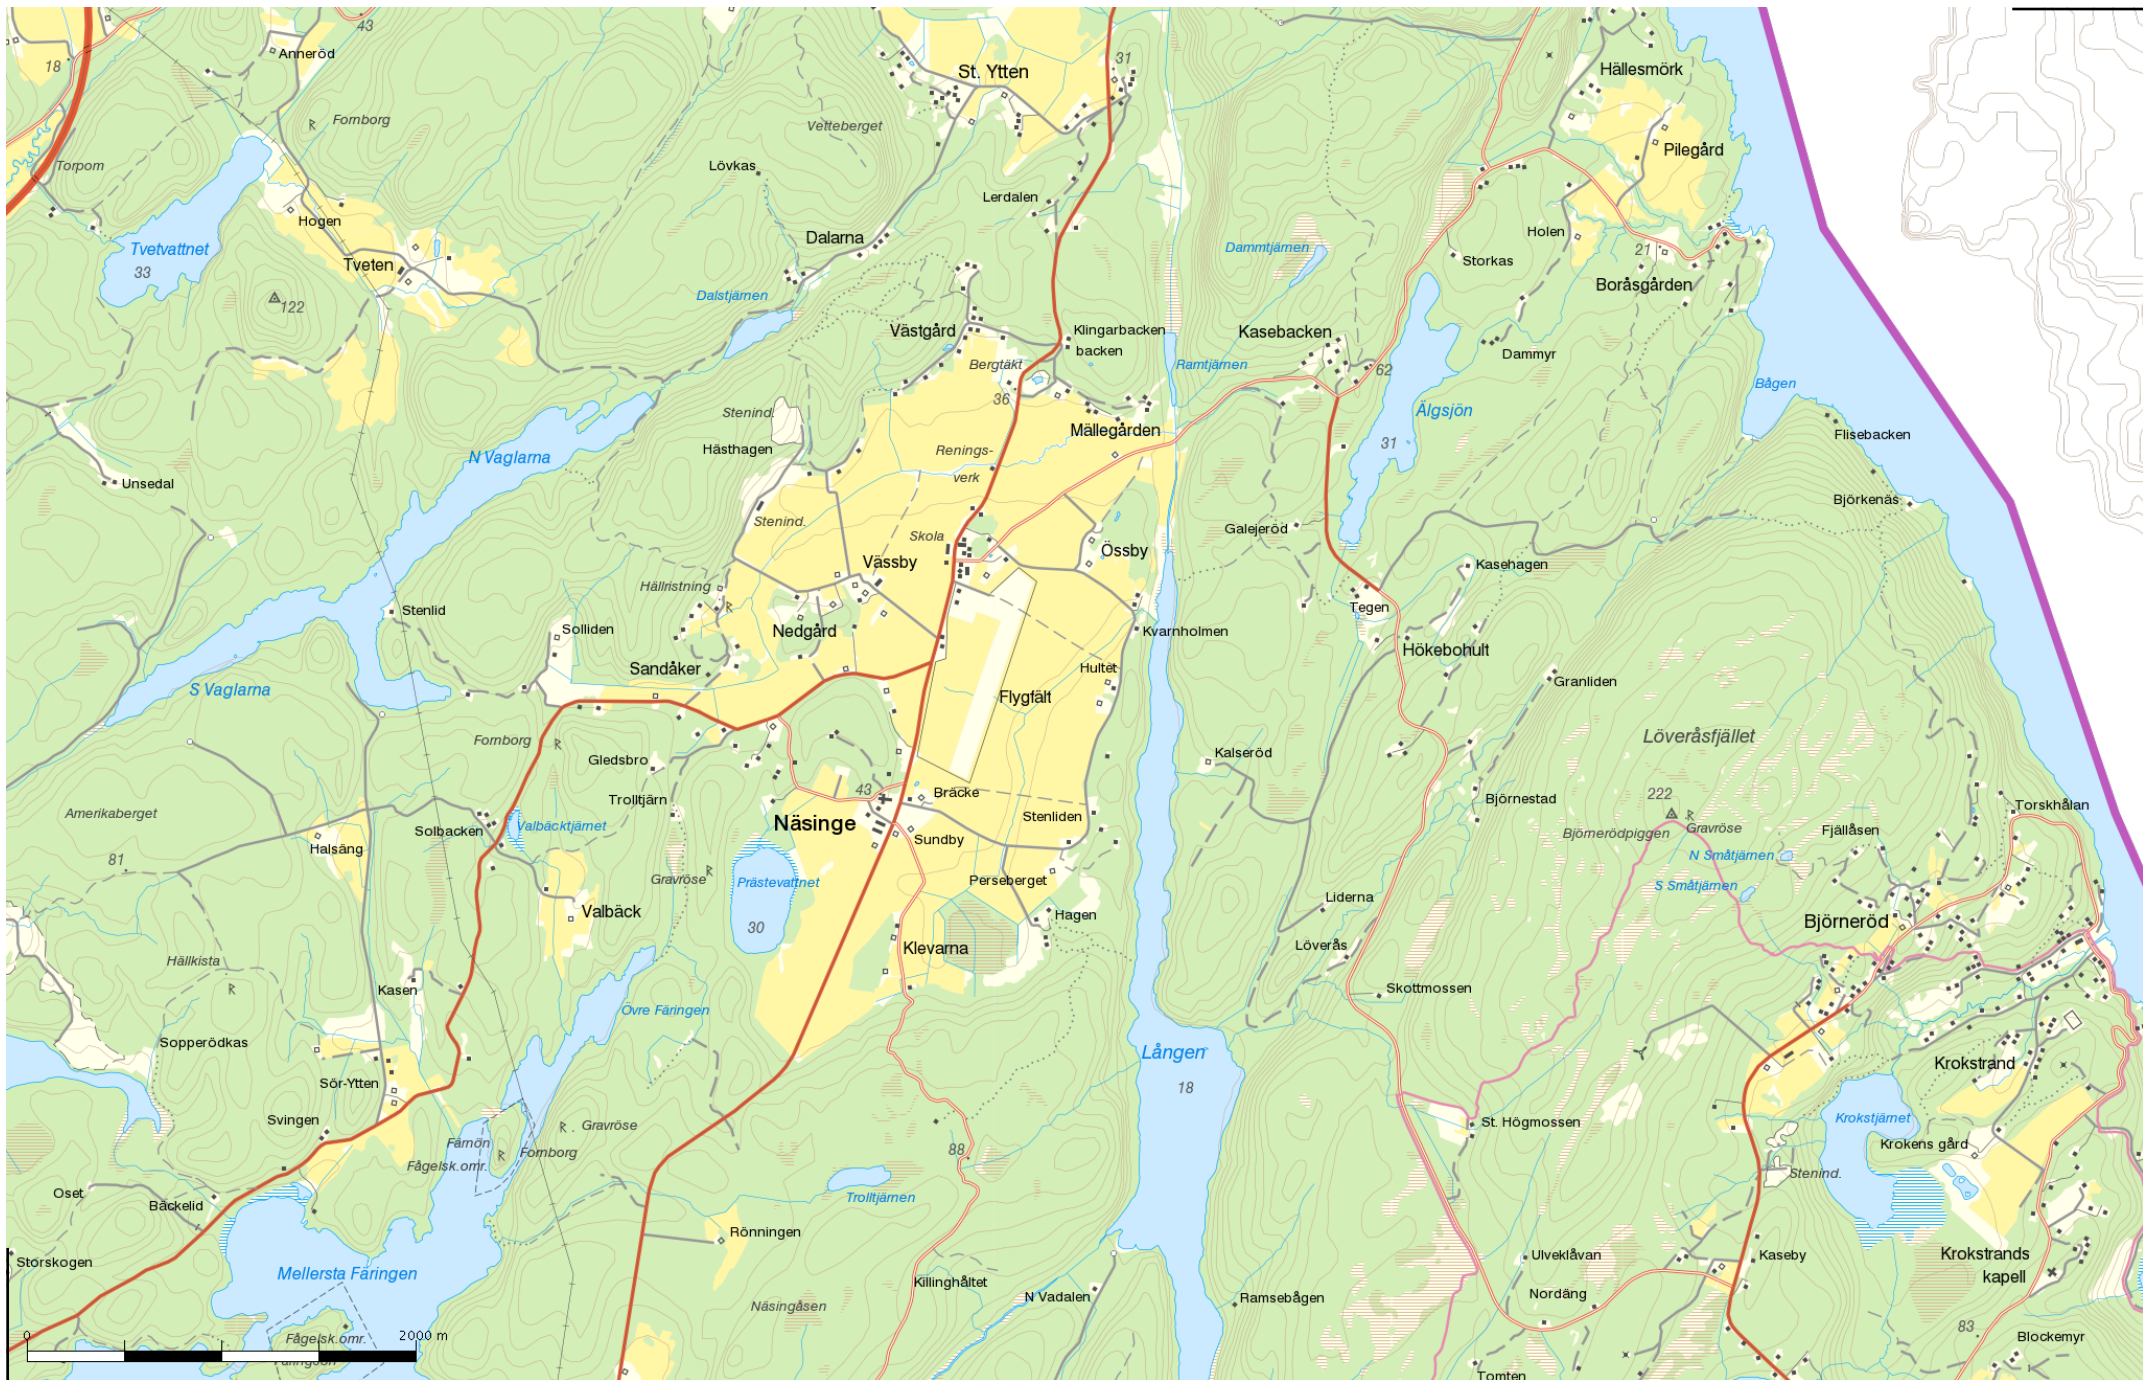 43
Anneröd
18
Fornborg
Torpom
St. Ytten
31
Vetteberget
Hällesmörk
Pilegård
Lövkas
Lerdalen
Hogen
Tvetvattnet
33
Tveten
122
Dalarna
Dalstjärnen
Dammtjärnen
Holen
21
Storkas
Boråsgården
Västgård
Klingarbacken
backen
Bergtäkt
36
Kasebacken
Ramtjärnen
62
Dammyr
Bågen
Älgsjön
31
Flisebacken
Stenind.
Hästhagen
Mällegården
N Vaglarna
Renings-
verk
Unsedal
Björkenäs
Stenind.
Skola
Galejeröd
Vässby
Össby
Kasehagen
Hällristning
Stenlid
Tegen
Solliden
Nedgård
Kvarnholmen
Hökebohult
Sandåker
Hultet
Granliden
S Vaglarna
Flygfält
Fornborg
Löveråsfjället
Gledsbro
Kalseröd
43
Bräcke
Trolltjärn
Björnestad
222
Torskhålan
Amerikaberget
Valbäcktjärnet
Näsinge
Stenliden
Björnerödpiggen
Gravröse
Fjällåsen
Solbacken
Sundby
Halsäng
N Småtjärnen
81
Gravröse
Prästevattnet
Perseberget
S Småtjärnen
Valbäck
Liderna
Hagen
Björneröd
30
Klevarna
Löverås
Hällkista
Kasen
Skottmossen
Övre Färingen
Sopperödkas
Lången
Krokstrand
Sör-Ytten
18
Svingen
Gravröse
Krokstjärnet
St. Högmossen
Färnön
Fornborg
Krokens gård
88
Fågelsk.omr.
Stenind.
Oset
Trolltjärnen
Bäckelid
Rönningen
Storskogen
Ulveklåvan
Kaseby
Krokstrands
kapell
Mellersta Färingen
Killinghåltet
N Vadalen
Ramsebågen
Nordäng
Näsingåsen
83
0
2000 m
Fågelsk.omr.
Blockemyr
Tomten